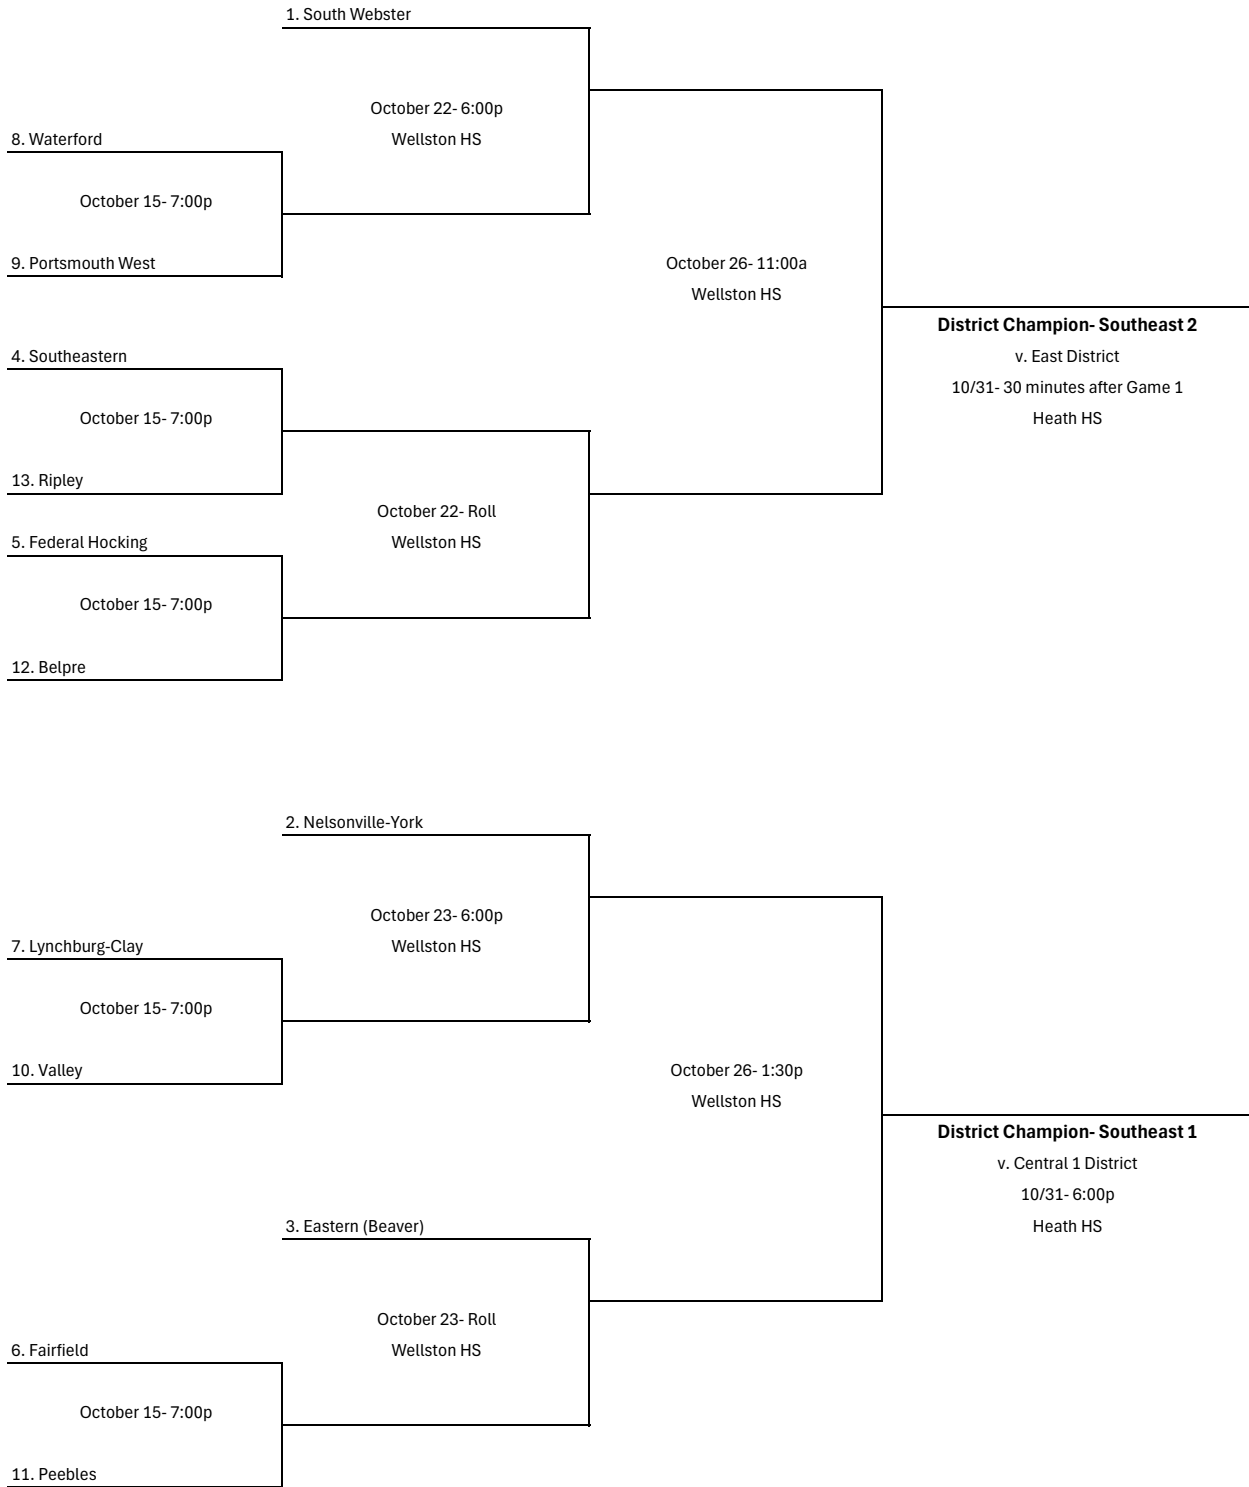 1. South Webster
October 22- 6:00p
Wellston HS
8. Waterford
October 15- 7:00p
9. Portsmouth West
October 26- 11:00a
Wellston HS
District Champion- Southeast 2
v. East District
10/31- 30 minutes after Game 1
Heath HS
4. Southeastern
October 15- 7:00p
13. Ripley
October 22- Roll
Wellston HS
5. Federal Hocking
October 15- 7:00p
12. Belpre
2. Nelsonville-York
October 23- 6:00p
Wellston HS
7. Lynchburg-Clay
October 15- 7:00p
10. Valley
October 26- 1:30p
Wellston HS
District Champion- Southeast 1
v. Central 1 District
10/31- 6:00p
Heath HS
3. Eastern (Beaver)
October 23- Roll
Wellston HS
6. Fairfield
October 15- 7:00p
11. Peebles